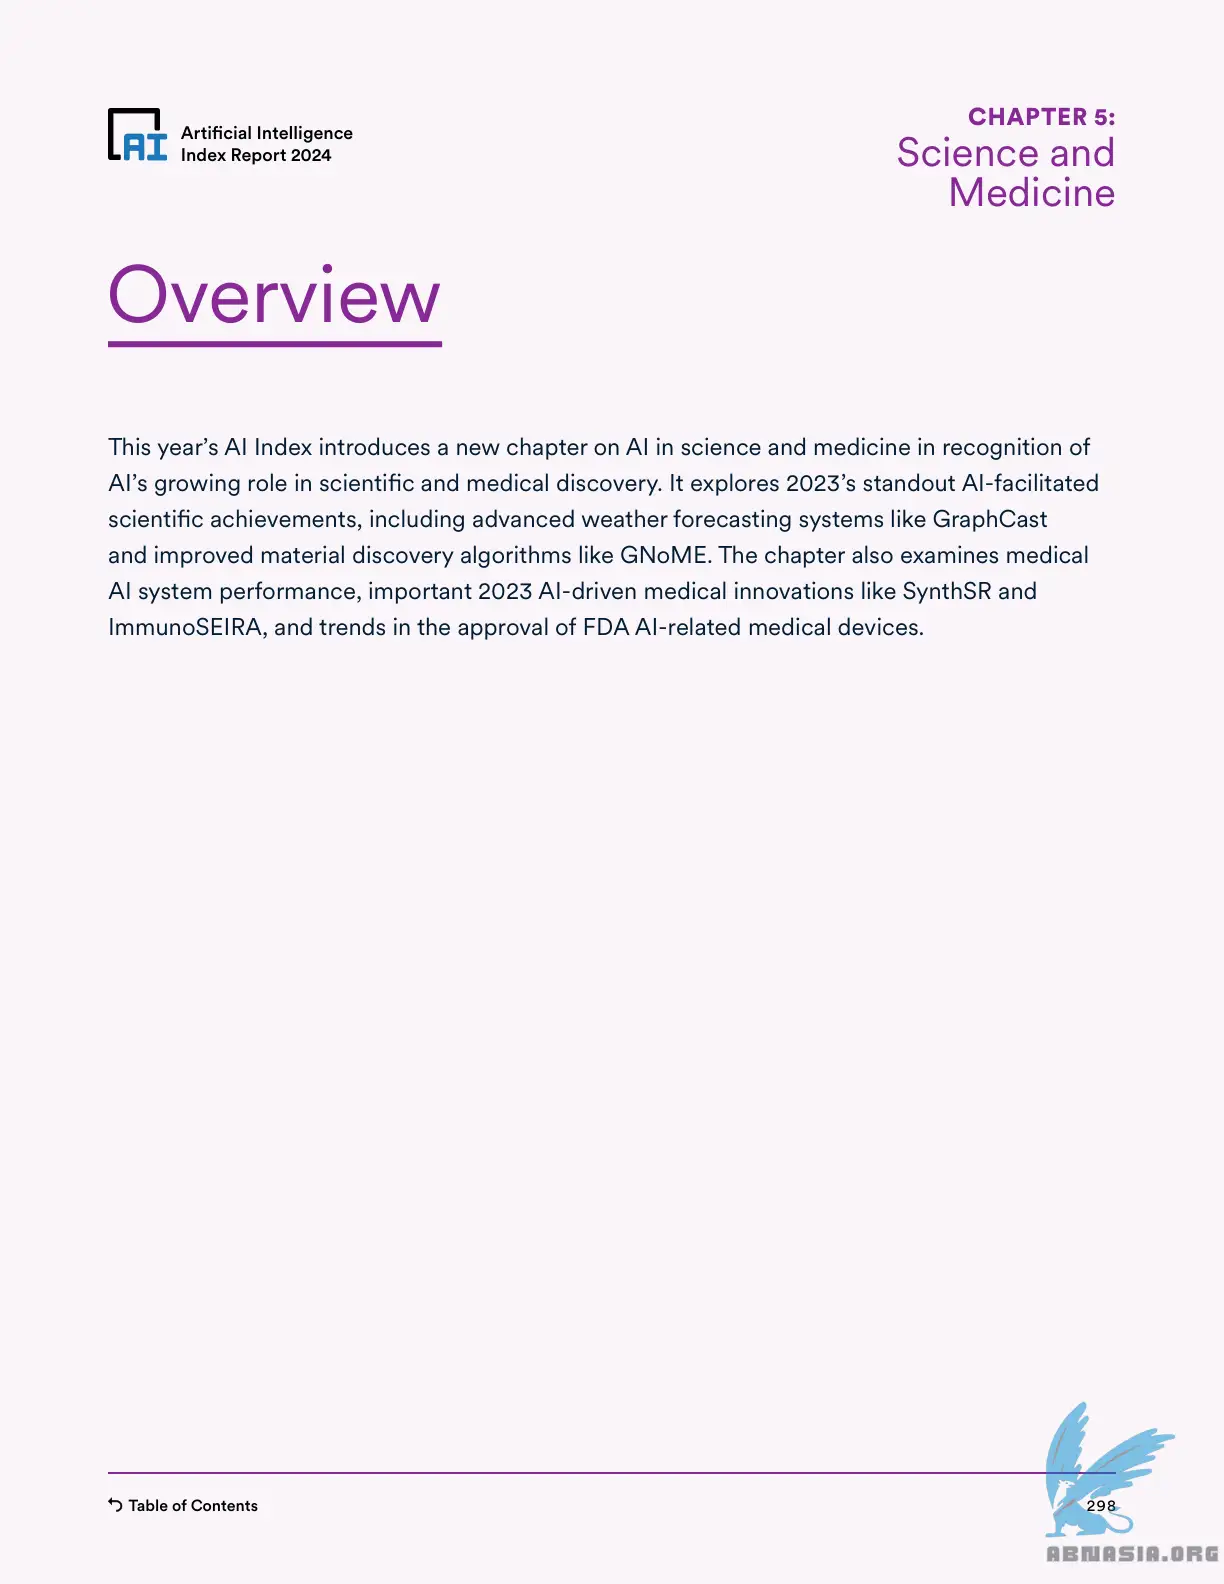 AI
Artificial Intelligence
Index Report 2024
CHAPTER 5:
Science and
Medicine
Overview
This year’s AI Index introduces a new chapter on AI in science and medicine in recognition of
AI’s growing role in scientific and medical discovery. It explores 2023’s standout AI-facilitated
scientific achievements, including advanced weather forecasting systems like GraphCast
and improved material discovery algorithms like GNoME. The chapter also examines medical
AI system performance, important 2023 AI-driven medical innovations like SynthSR and
ImmunoSEIRA, and trends in the approval of FDA AI-related medical devices.
Table of Contents
298
ABNASIA.ORG